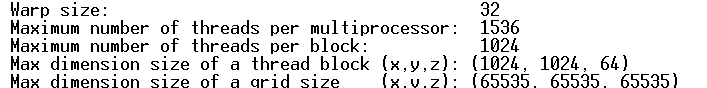 Warp size: 32
Maximum number of threads per multiprocessor: 1536
Maximum number of threads per block: 1024
Max dimension size of a thread block (x,y,z): (1024, 1024, 64)
Max dimension size of a grid size (x,y,z): (65535, 65535, 65535)